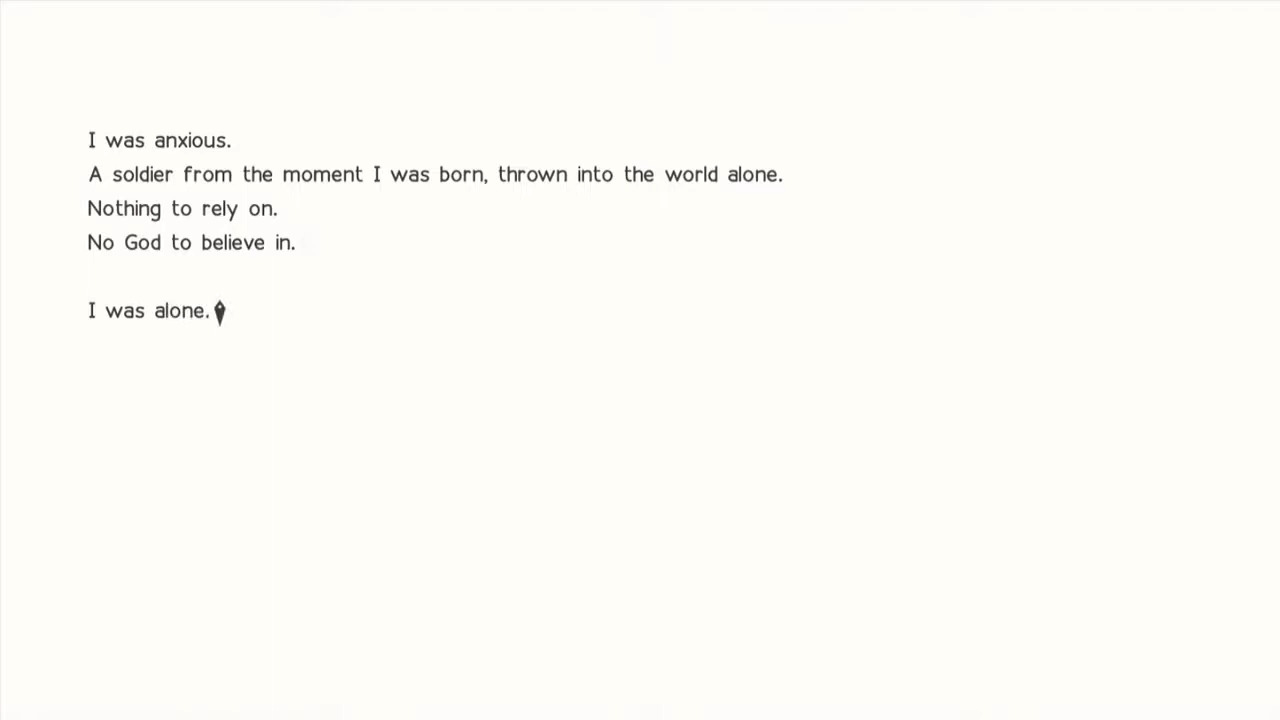 I was anxious.
A soldier from the moment I was born, thrown into the world alone.
Nothing to rely on.
No God to believe in.
I was alone.